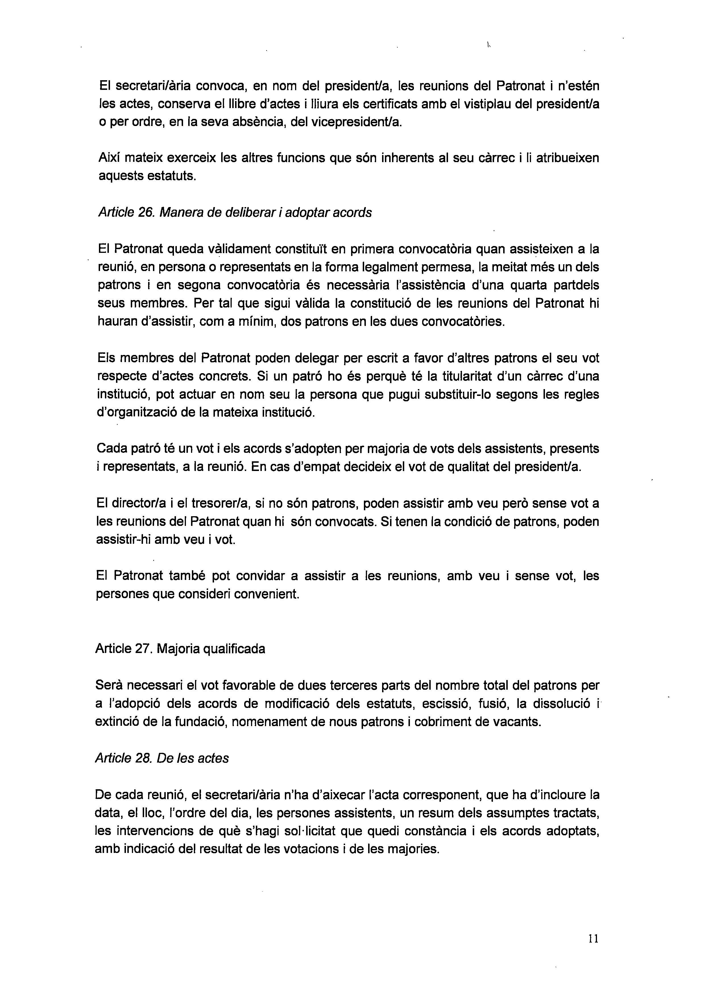 El secretari/ària convoca, en nom del president/a, les reunions del Patronat i n'estén
les actes, conserva el llibre d'actes i lliura els certificats amb el vistiplau del president/a
o per ordre, en la seva absència, del vicepresident/a.
Així mateix exerceix les altres funcions que són inherents al seu càrrec i li atribueixen
aquests estatuts.
Article 26. Manera de deliberar i adoptar acords
El Patronat queda vàlidament constituït en primera convocatòria quan assisteixen a la
reunió, en persona o representats en la forma legalment permesa, la meitat més un dels
patrons i en segona convocatòria és necessària l'assistència d'una quarta partdels
seus membres. Per tal que sigui vàlida la constitució de les reunions del Patronat hi
hauran d'assistir, com a mínim, dos patrons en les dues convocatòries.
Els membres del Patronat poden delegar per escrit a favor d'altres patrons el seu vot
respecte d'actes concrets. Si un patró ho és perquè té la titularitat d'un càrrec d'una
institució, pot actuar en nom seu la persona que pugui substituir-lo segons les regles
d'organització de la mateixa institució.
Cada patró té un vot i els acords s'adopten per majoria de vots dels assistents, presents
i representats, a la reunió. En cas d'empat decideix el vot de qualitat del president/a.
El director/a i el tresorer/a, si no són patrons, poden assistir amb veu però sense vot a
les reunions del Patronat quan hi són convocats. Si tenen la condició de patrons, poden
assistir-hi amb veu i vot.
El Patronat també pot convidar a assistir a les reunions, amb veu i sense vot, les
persones que consideri convenient.
Article 27. Majoria qualificada
Serà necessari el vot favorable de dues terceres parts del nombre total del patrons per
a l'adopció dels acords de modificació dels estatuts, escissió, fusió, la dissolució i
extinció de la fundació, nomenament de nous patrons i cobriment de vacants.
Article 28. De les actes
De cada reunió, el secretari/ària n'ha d'aixecar l'acta corresponent, que ha d'incloure la
data, el lloc, l'ordre del dia, les persones assistents, un resum dels assumptes tractats,
les intervencions de què s'hagi sol·licitat que quedi constància i els acords adoptats,
amb indicació del resultat de les votacions i de les majories.
11